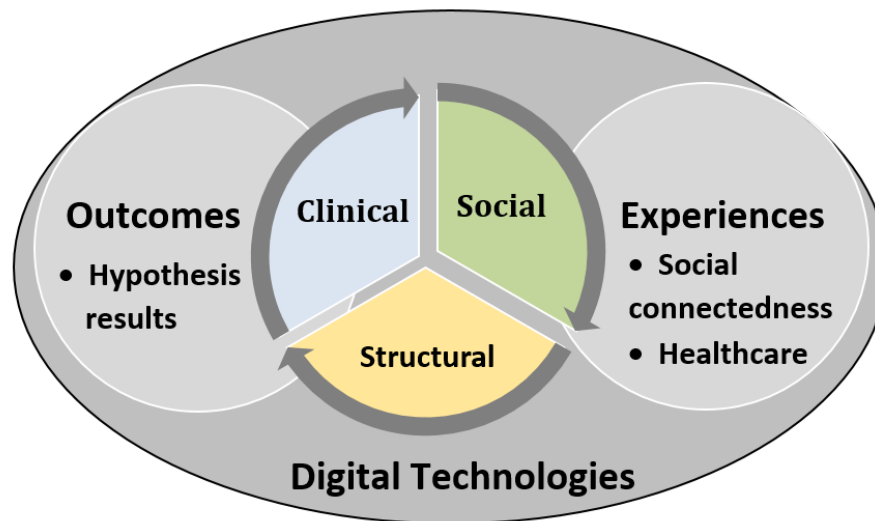 Outcomes
• Hypothesis
results
Clinical
Social
Structural
Experiences
• Social
connectedness
• Healthcare
Digital Technologies